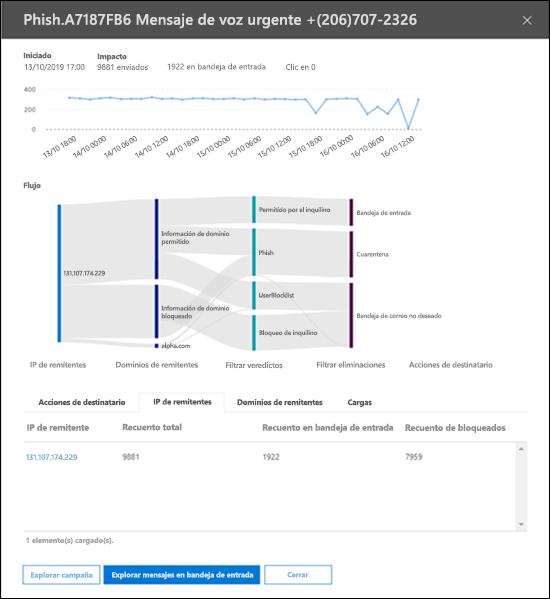 Phish.A7187FB6 Mensaje de voz urgente +(206)707-2326
Iniciado
13/10/2019 17:00
Impacto
9881 enviados
1922 en bandeja de entrada
Clic en 0
400
200
0
13/10 18:00
14/10 00:00
14/10 06:00
14/10 12:00
14/10 18:00
15/10 00:00
15/10 06:00
15/10 12:00
15/10 18:00
16/10 00:00
16/10 06:00
16/10 12:00
Flujo
131.107.174.229
Información de dominio
permitido
Información de dominio
bloqueado
alpha.com
Permitido por el inquilino
Phish
UserBloddist
Bloqueo de inquilino
Bandeja de entrada
Cuarentena
Bandeja de correo no deseado
IP de remitentes
Dominios de remitentes
Filtrar veredictos
Filtrar eliminaciones
Acciones de destinatario
Acciones de destinatario
IP de remitentes
Dominios de remitentes
Cargas
IP de remitente
Recuento total
Recuento en bandeja de entrada
Recuento de bloqueados
131.107.174.229
9881
1922
7959
1 elemento(s) cargado(s).
Explorar campaña
Explorar mensajes en bandeja de entrada
Cerrar